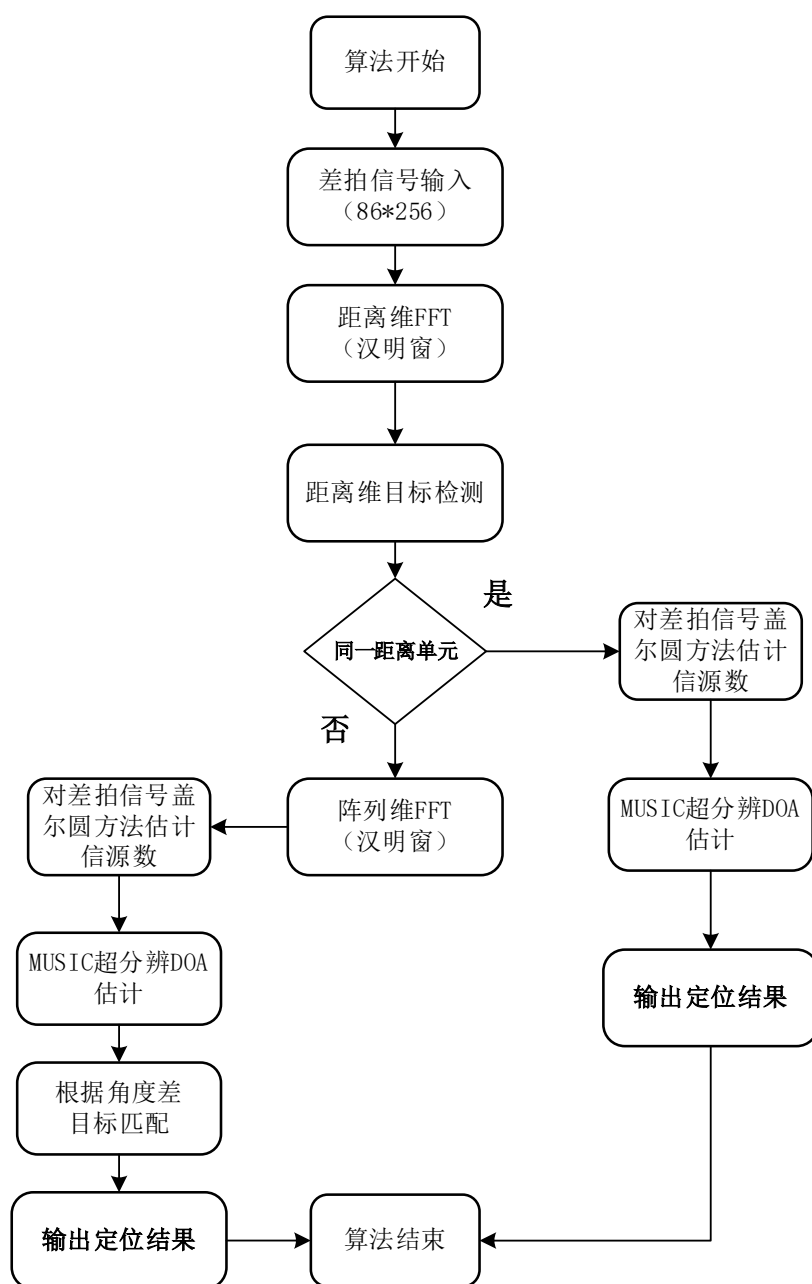 算法开始
差拍信号输入
（86*256）
距离维FFT
（汉明窗）
距离维目标检测
同一距离单元
是
对差拍信号盖
尔圆方法估计
信源数
MUSIC超分辨DOA
估计
输出定位结果
否
阵列维FFT
（汉明窗）
对差拍信号盖
尔圆方法估计
信源数
MUSIC超分辨DOA
估计
根据角度差
目标匹配
输出定位结果
算法结束